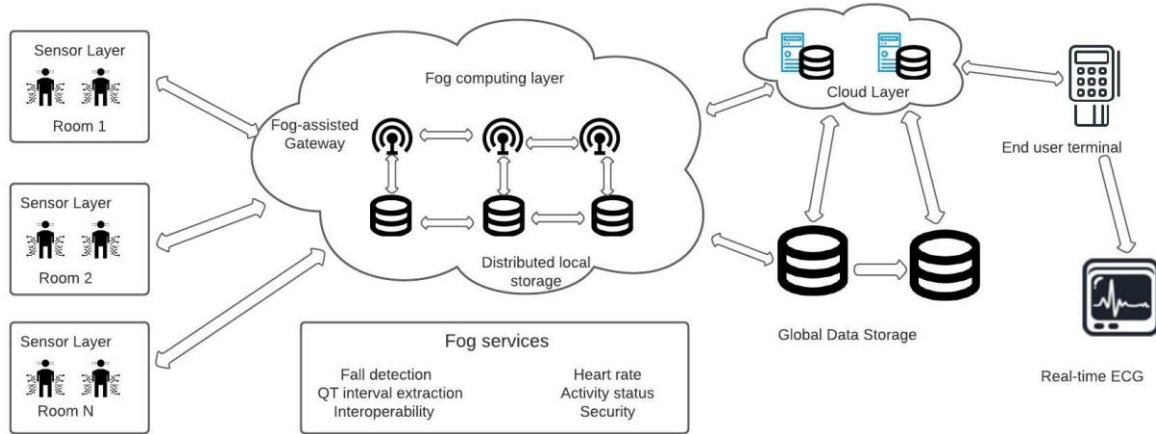 Sensor Layer
Room 1
Sensor Layer
Room 2
Sensor Layer
Room N
Fog computing layer
Fog-assisted
Gateway
Distributed local
storage
Fog services
Fall detection
QT interval extraction
Interoperability
Heart rate
Activity status
Security
Cloud Layer
End user terminal
Global Data Storage
Real-time ECG